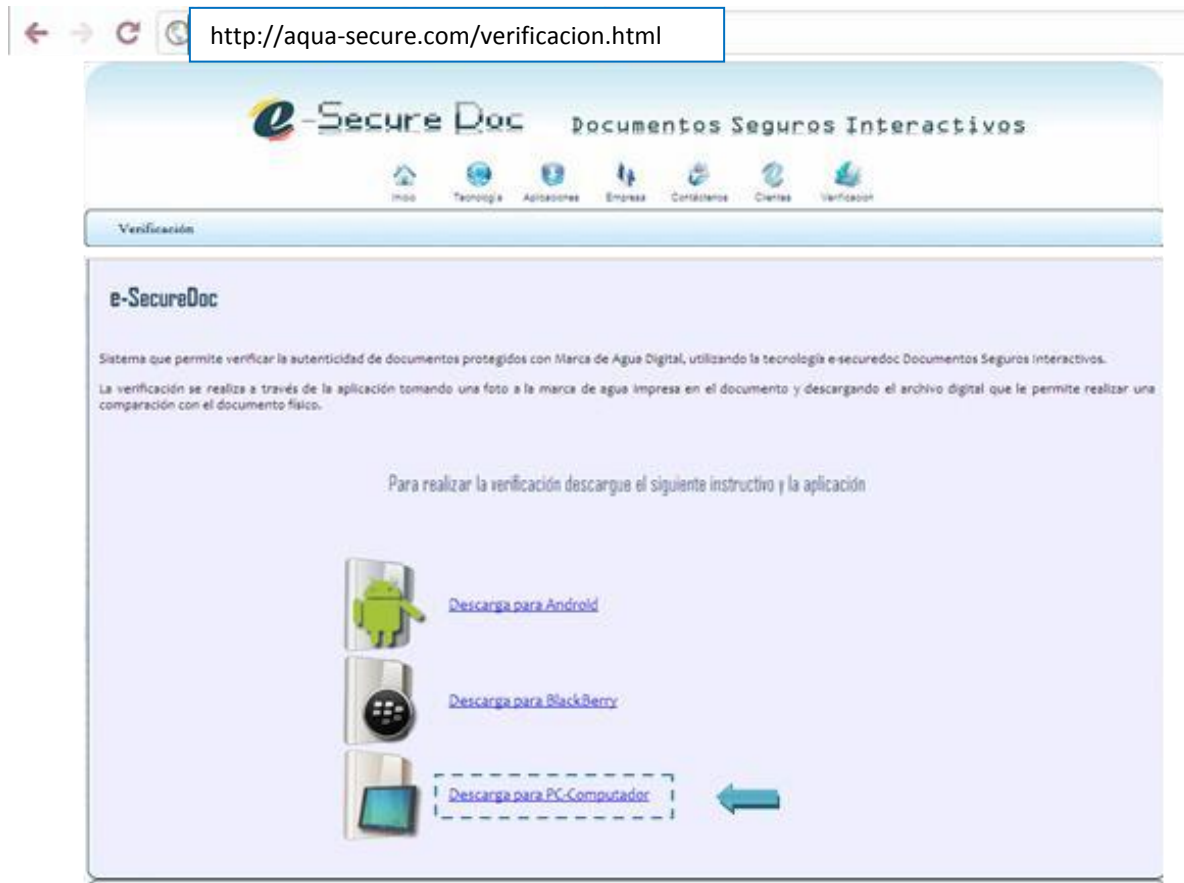 http://aqua-secure.com/verificacion.html
e-Secure Doc Documentos Seguros Interactivos
Inicio Tecnología Aplicaciones Empresa Contáctenos Clientes Verificación
Verificación
e-SecureDoc
Sistema que permite verificar la autenticidad de documentos protegidos con Marca de Agua Digital, utilizando la tecnología e-securedoc Documentos Seguros Interactivos.
La verificación se realiza a través de la aplicación tomando una foto a la marca de agua impresa en el documento y descargando el archivo digital que le permite realizar una
comparación con el documento físico.
Para realizar la verificación descargue el siguiente instructivo y la aplicación
Descarga para Android
Descarga para BlackBerry
Descarga para PC-Computador